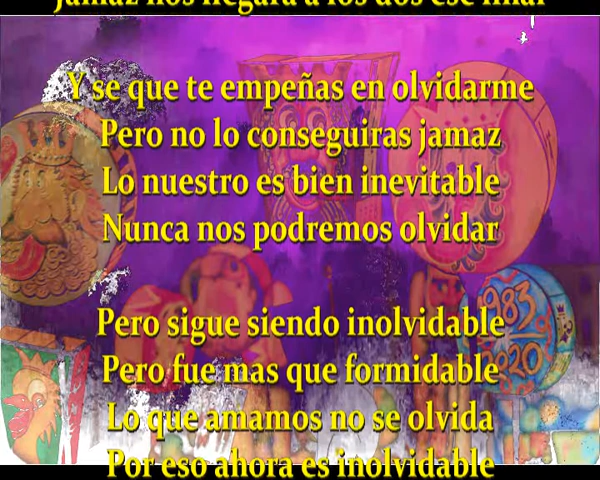 jamaz nos llegara a los dos ese final
Y se que te empeñas en olvidarme
Pero no lo conseguiras jamaz
Lo nuestro es bien inevitable
Nunca nos podremos olvidar
Pero sigue siendo inolvidable
Pero fue mas que formidable
Lo que amamos no se olvida
Por eso ahora es inolvidable
1983
2020